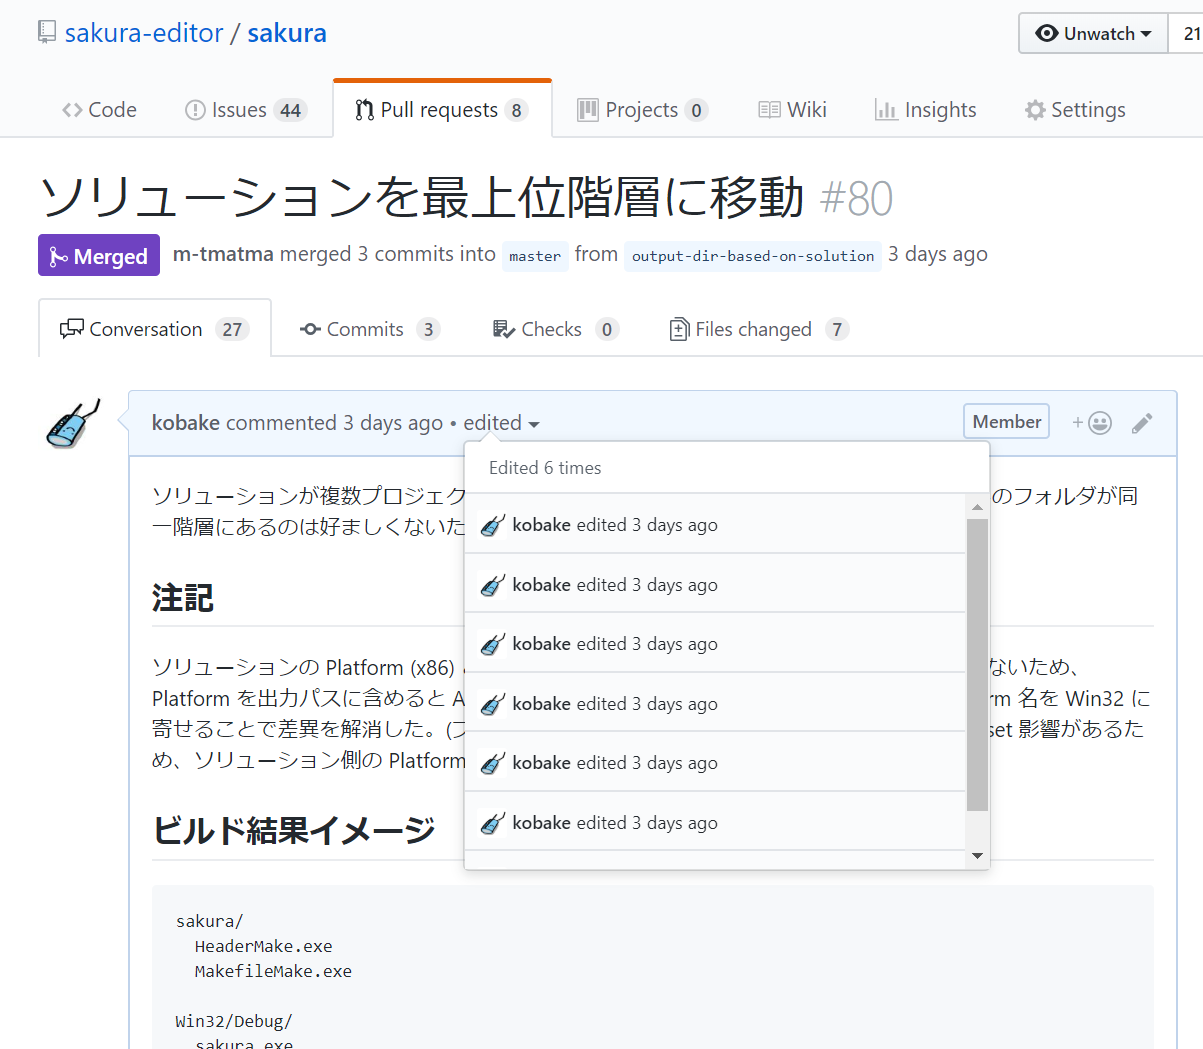 sakura-editor / sakura
Unwatch
21
Code
Issues 44
Pull requests 8
Projects 0
Wiki
Insights
Settings
ソリューションを最上位階層に移動 #80
Merged
m-tmatma merged 3 commits into master from output-dir-based-on-solution 3 days ago
Conversation 27
Commits 3
Checks 0
Files changed 7
kobake commented 3 days ago • edited
Member
+
Edited 6 times
kobake edited 3 days ago
kobake edited 3 days ago
kobake edited 3 days ago
kobake edited 3 days ago
kobake edited 3 days ago
kobake edited 3 days ago
ソリューションが複数プロジェク のフォルダが同
一階層にあるのは好ましくないた
注記
ソリューションの Platform (x86) ないため、
Platform を出力パスに含めると A rm 名を Win32 に
寄せることで差異を解消した。(プ set 影響があるた
め、ソリューション側の Platform
ビルド結果イメージ
sakura/
HeaderMake.exe
MakefileMake.exe
Win32/Debug/
sakura.exe